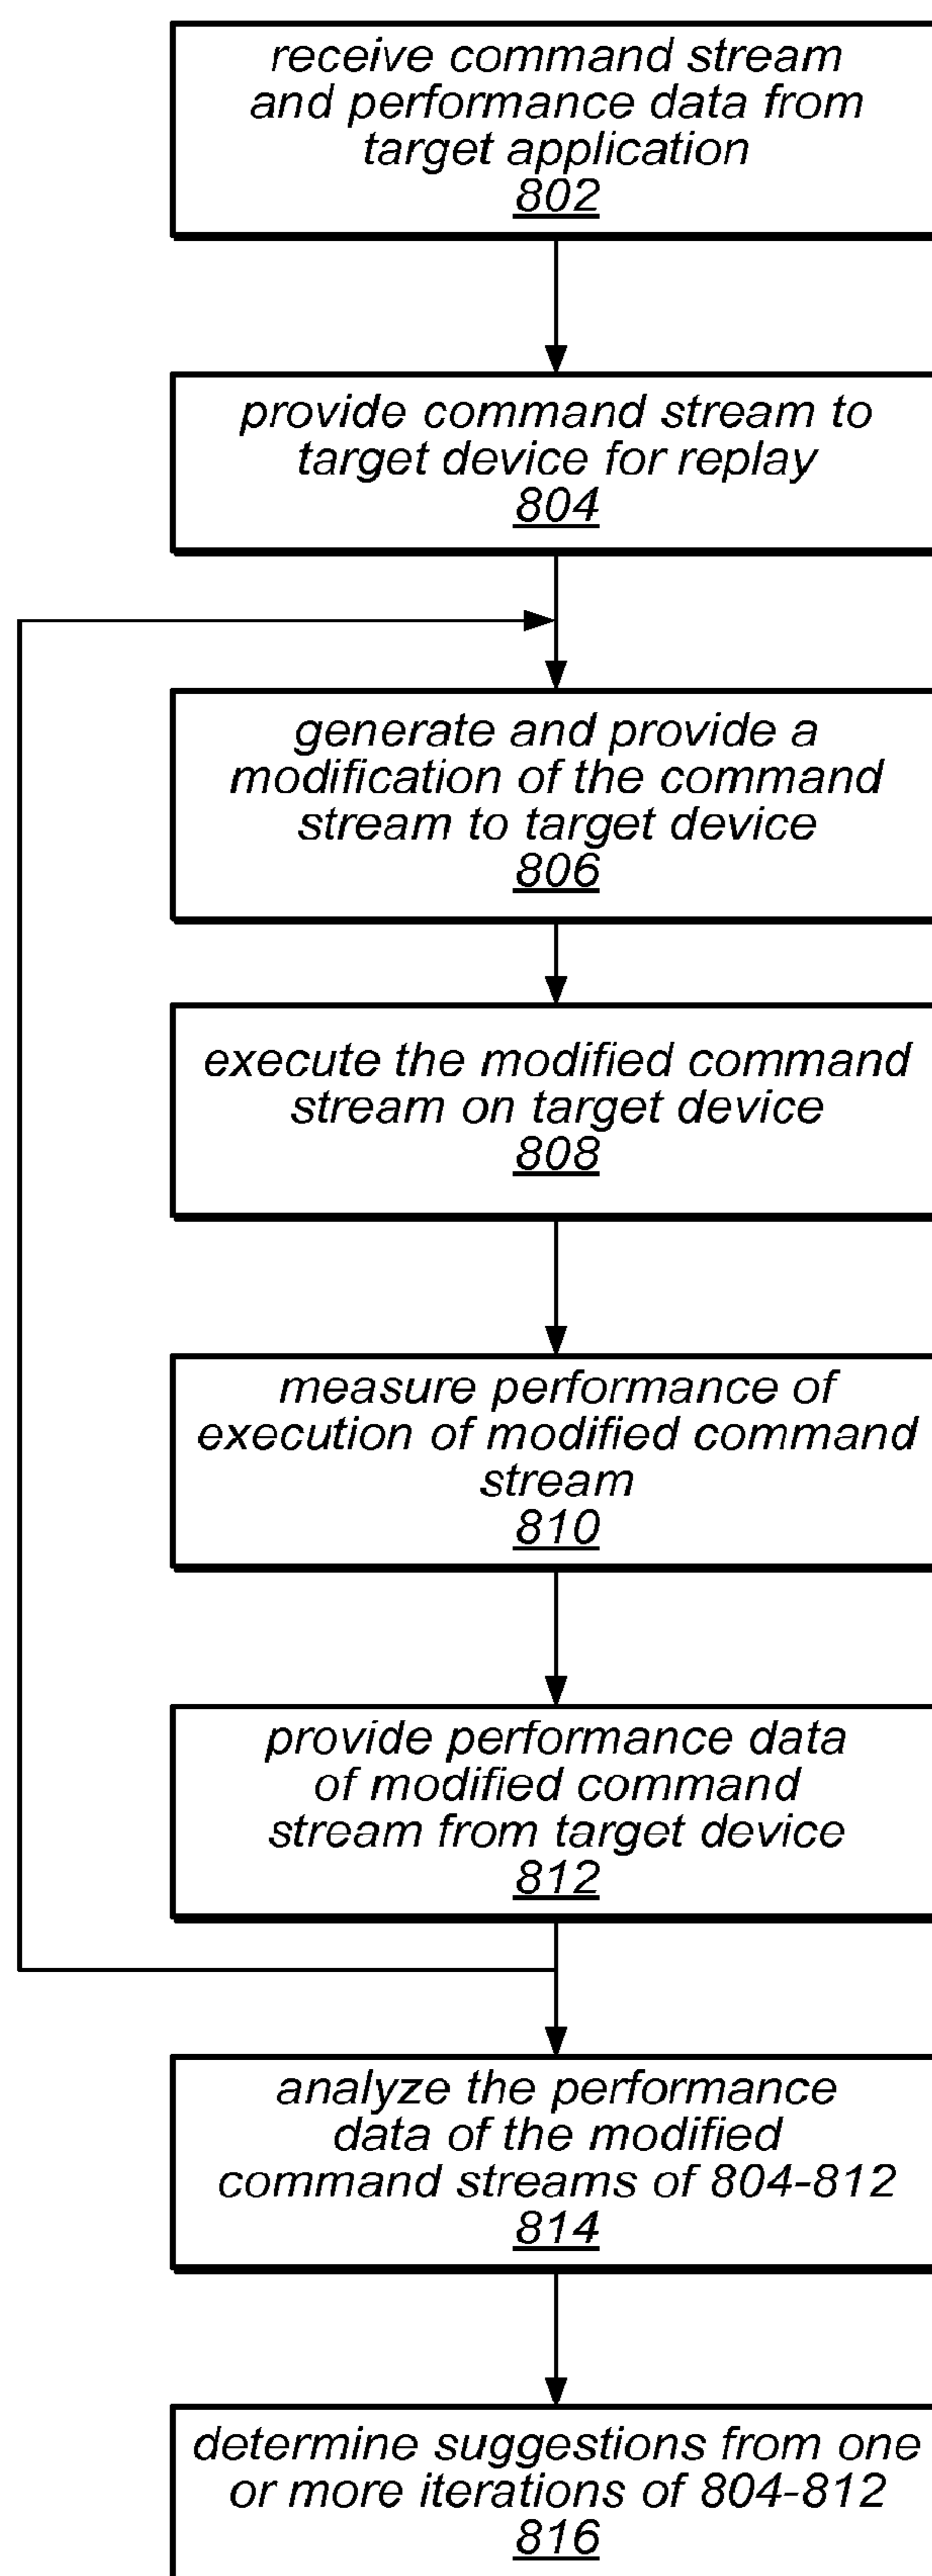 receive command stream
and performance data from
target application
802
provide command stream to
target device for replay
804
generate and provide a
modification of the command
stream to target device
806
execute the modified command
stream on target device
808
measure performance of
execution of modified command
stream
810
provide performance data
of modified command
stream from target device
812
analyze the performance
data of the modified
command streams of 804-812
814
determine suggestions from one
or more iterations of 804-812
816